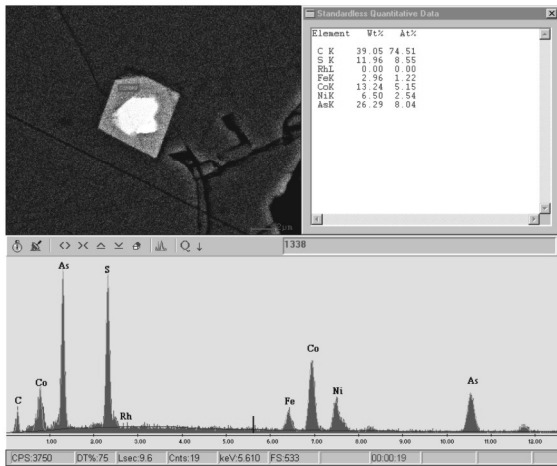 Standardless Quantitative Data
Element Wt% At%
C K 39.05 74.51
S K 11.96 8.55
RhL 0.00 0.00
FeK 2.96 1.22
CoK 13.24 5.15
NiK 6.50 2.54
AsK 26.29 8.04
1338
As
S
Co
C
Rh
Fe
Co
Ni
As
1.00 2.00 3.00 4.00 5.00 6.00 7.00 8.00 9.00 10.00 11.00 12.00
CPS:3750 DT%:75 Lsec:9.6 Cnts:19 keV:5.610 FS:533 00:00:19